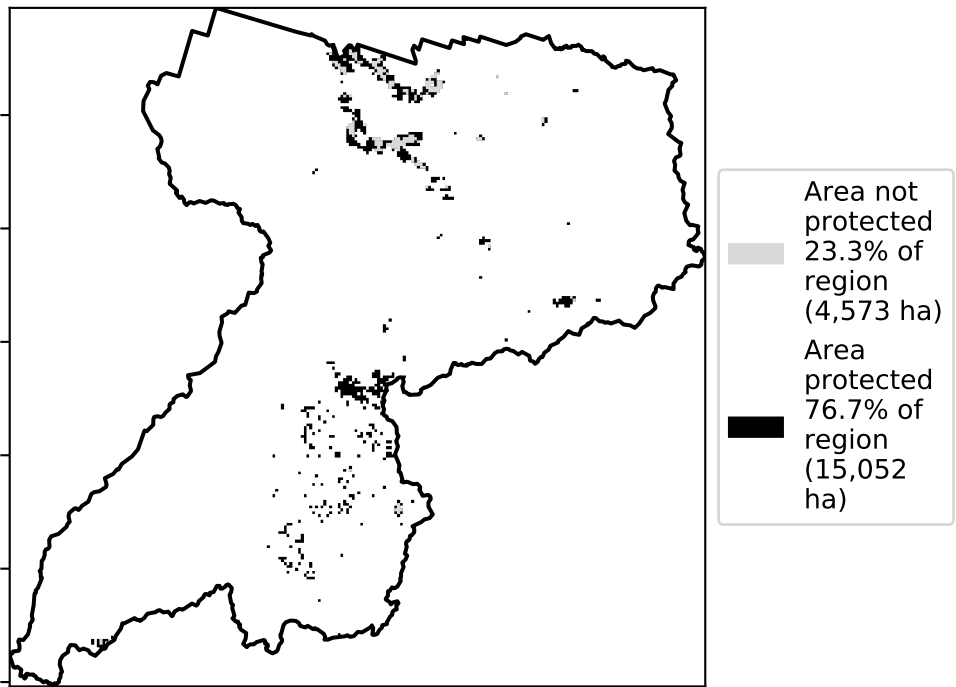 Area not
protected
23.3% of
region
(4,573 ha)
Area
protected
76.7% of
region
(15,052
ha)